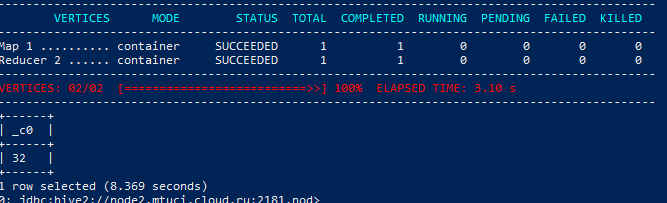 VERTICES MODE STATUS TOTAL COMPLETED RUNNING PENDING FAILED KILLED
Map 1 .......... container SUCCEEDED 1 1 0 0 0 0
Reducer 2 ...... container SUCCEEDED 1 1 0 0 0 0
VERTICES: 02/02 [==========================>>] 100% ELAPSED TIME: 3.10 s
+------+
| _c0 |
+------+
| 32 |
+------+
1 row selected (8.369 seconds)
0: jdbc:hive2://node2.mtuci.cloud.ru:2181,nod>